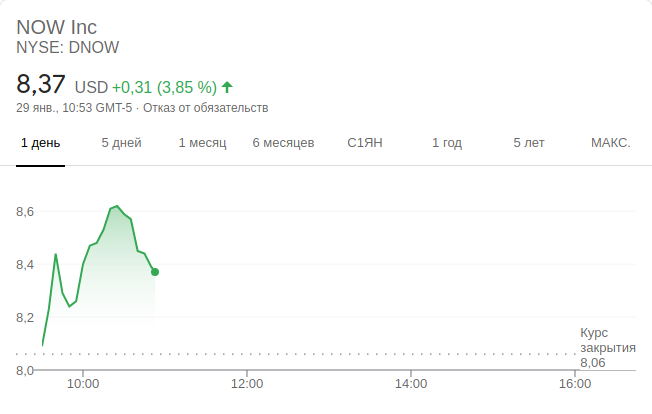 NOW Inc
NYSE: DNOW
8,37 USD +0,31 (3,85 %)
29 янв., 10:53 GMT-5 · Отказ от обязательств
1 день 5 дней 1 месяц 6 месяцев С1ЯН 1 год 5 лет МАКС.
8,6
8,4
8,2
8,0
Курс
закрытия
8,06
10:00 12:00 14:00 16:00